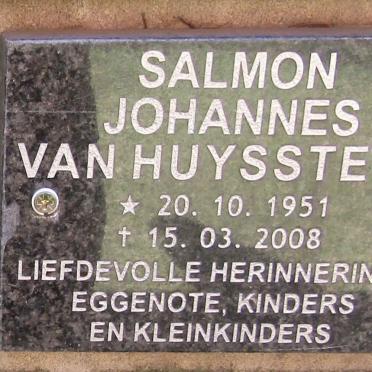 SALMON
JOHANNES
VAN HUYSSTE
★ 20. 10. 1951
† 15. 03. 2008
LIEFDEVOLLE HERINNERIN
EGGENOTE, KINDERS
EN KLEINKINDERS